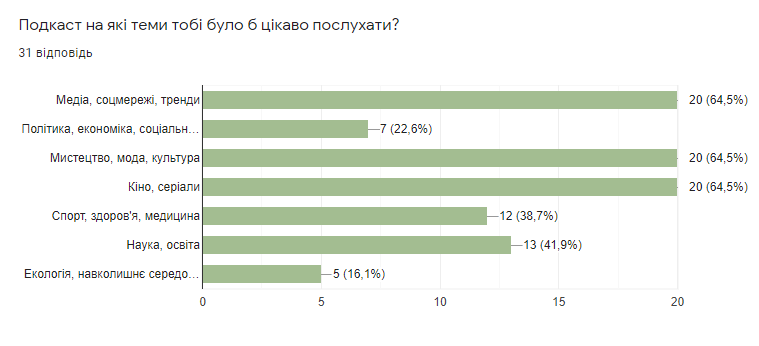 Подкаст на які теми тобі було б цікаво послухати?
31 відповідь
Медіа, соцмережі, тренди 20 (64,5%)
Політика, економіка, соціальн… 7 (22,6%)
Мистецтво, мода, культура 20 (64,5%)
Кіно, серіали 20 (64,5%)
Спорт, здоров'я, медицина 12 (38,7%)
Наука, освіта 13 (41,9%)
Екологія, навколишнє середо… 5 (16,1%)
0 5 10 15 20